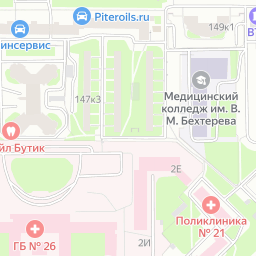 Piteroils.ru
149к1
ВТ
инсервис
147к3
Медицинский
колледж им. В.
М. Бехтерева
йл Бутик
2Е
Поликлиника
№ 21
ГБ № 26
2И